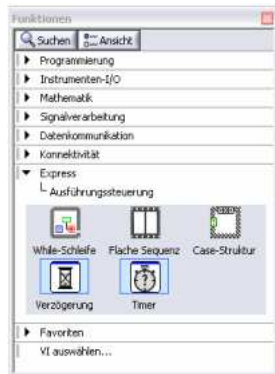 Funktionen
Suchen Ansicht
Programmierung
Instrumenten-I/O
Mathematik
Signalverarbeitung
Datenkommunikation
Konnektivität
Express
Ausführungssteuerung
While-Schleife Flache Sequenz Case-Struktur
Verzögerung Timer
Favoriten
VI auswählen...